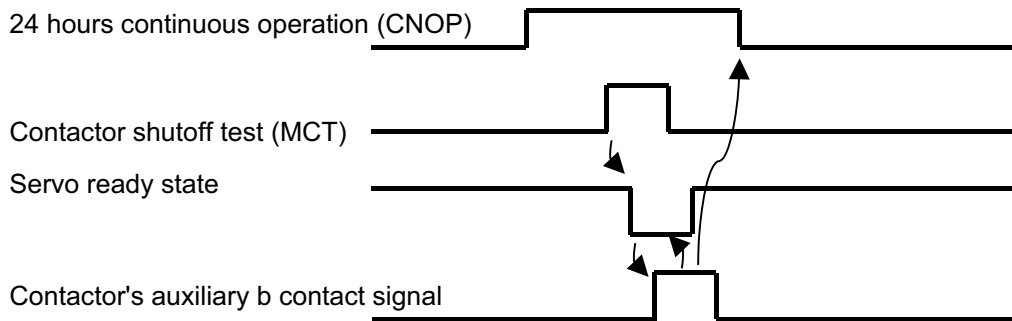 24 hours continuous operation (CNOP)
Contactor shutoff test (MCT)
Servo ready state
Contactor's auxiliary b contact signal